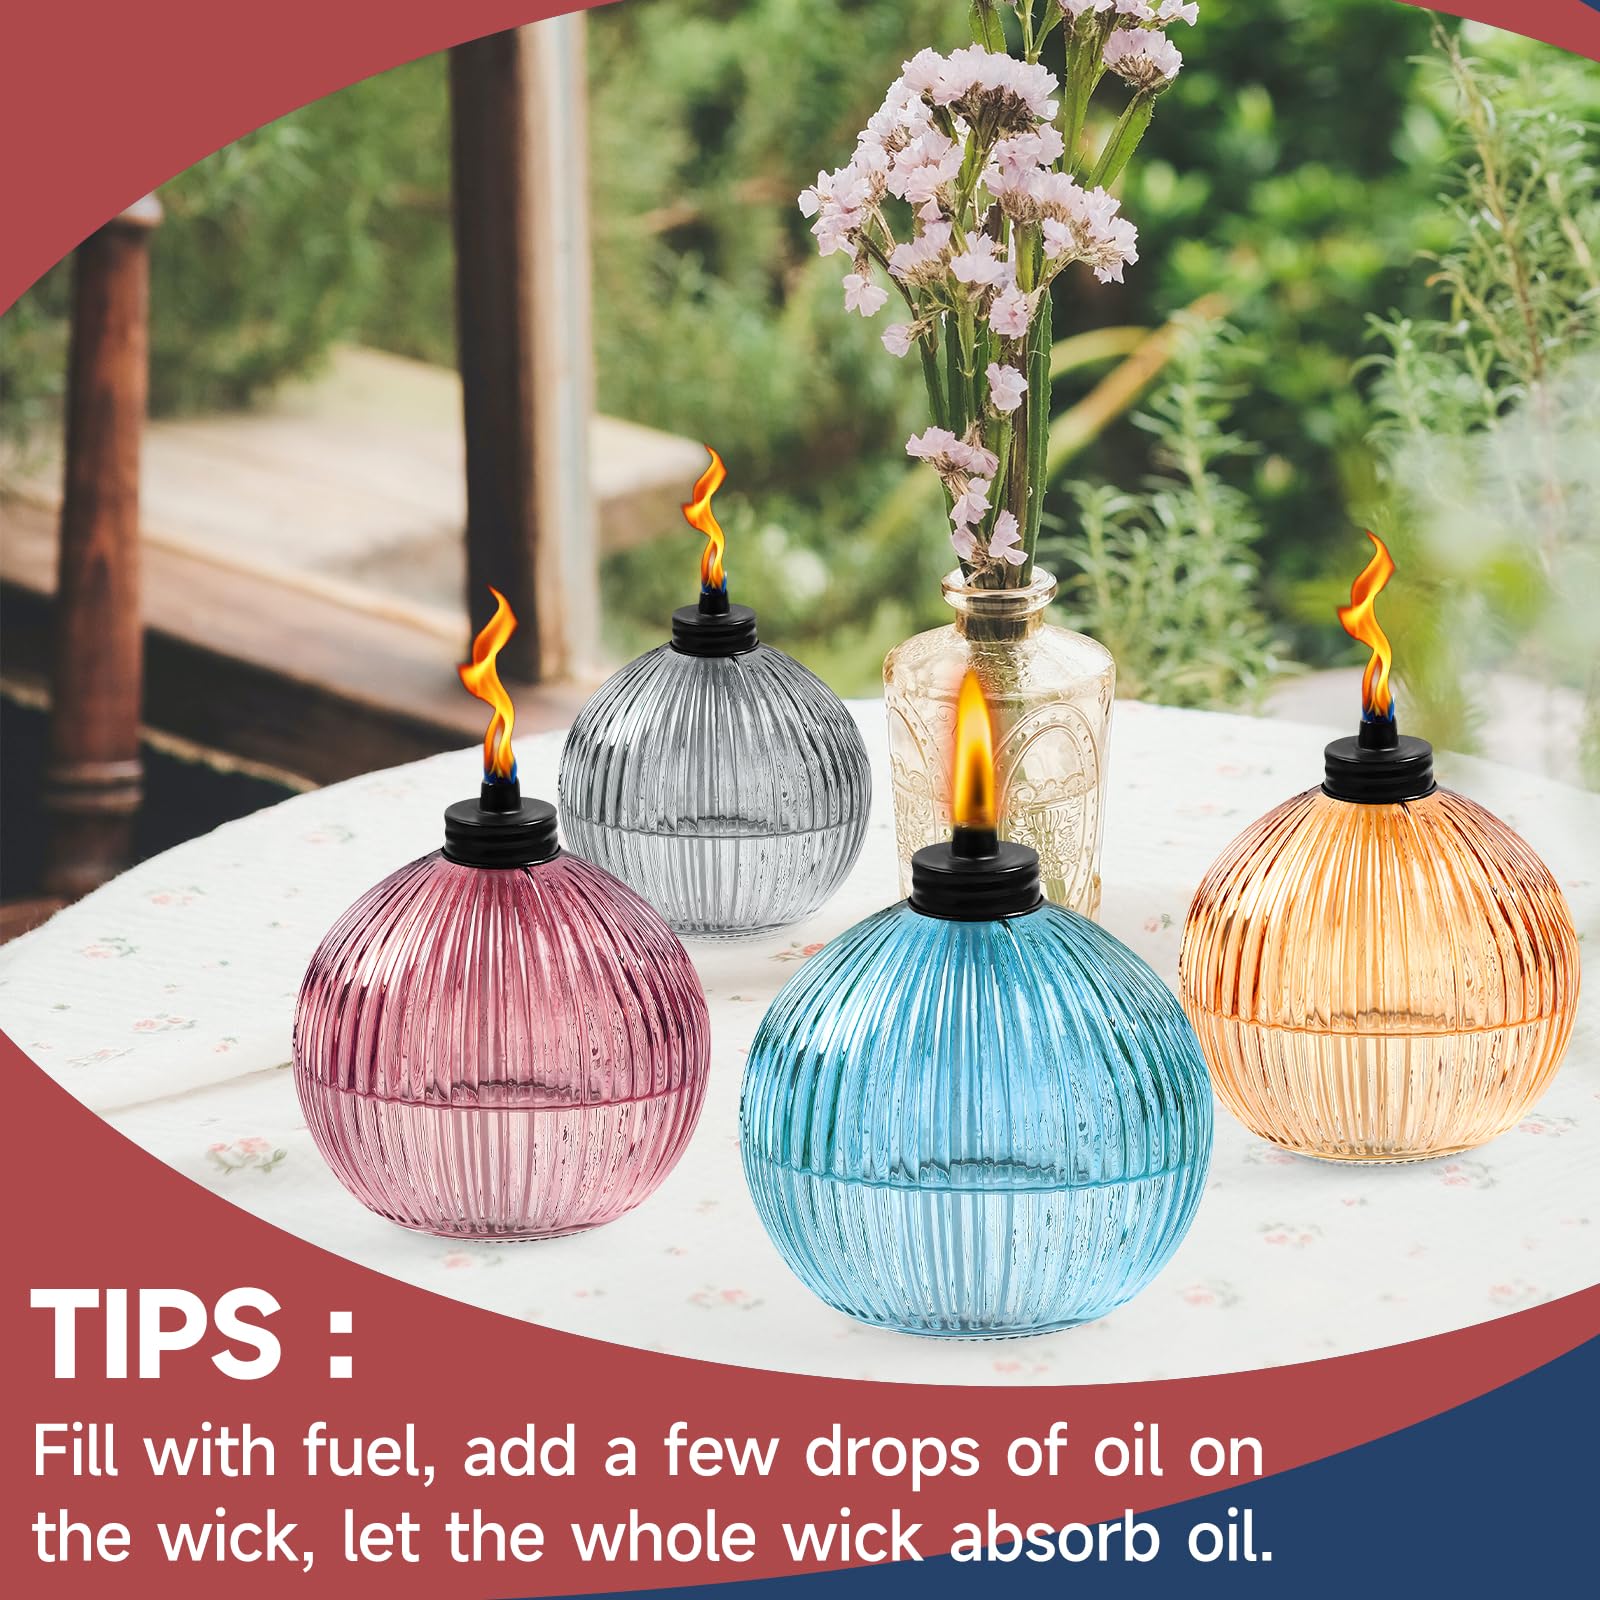 TIPS :
Fill with fuel, add a few drops of oil on
the wick, let the whole wick absorb oil.